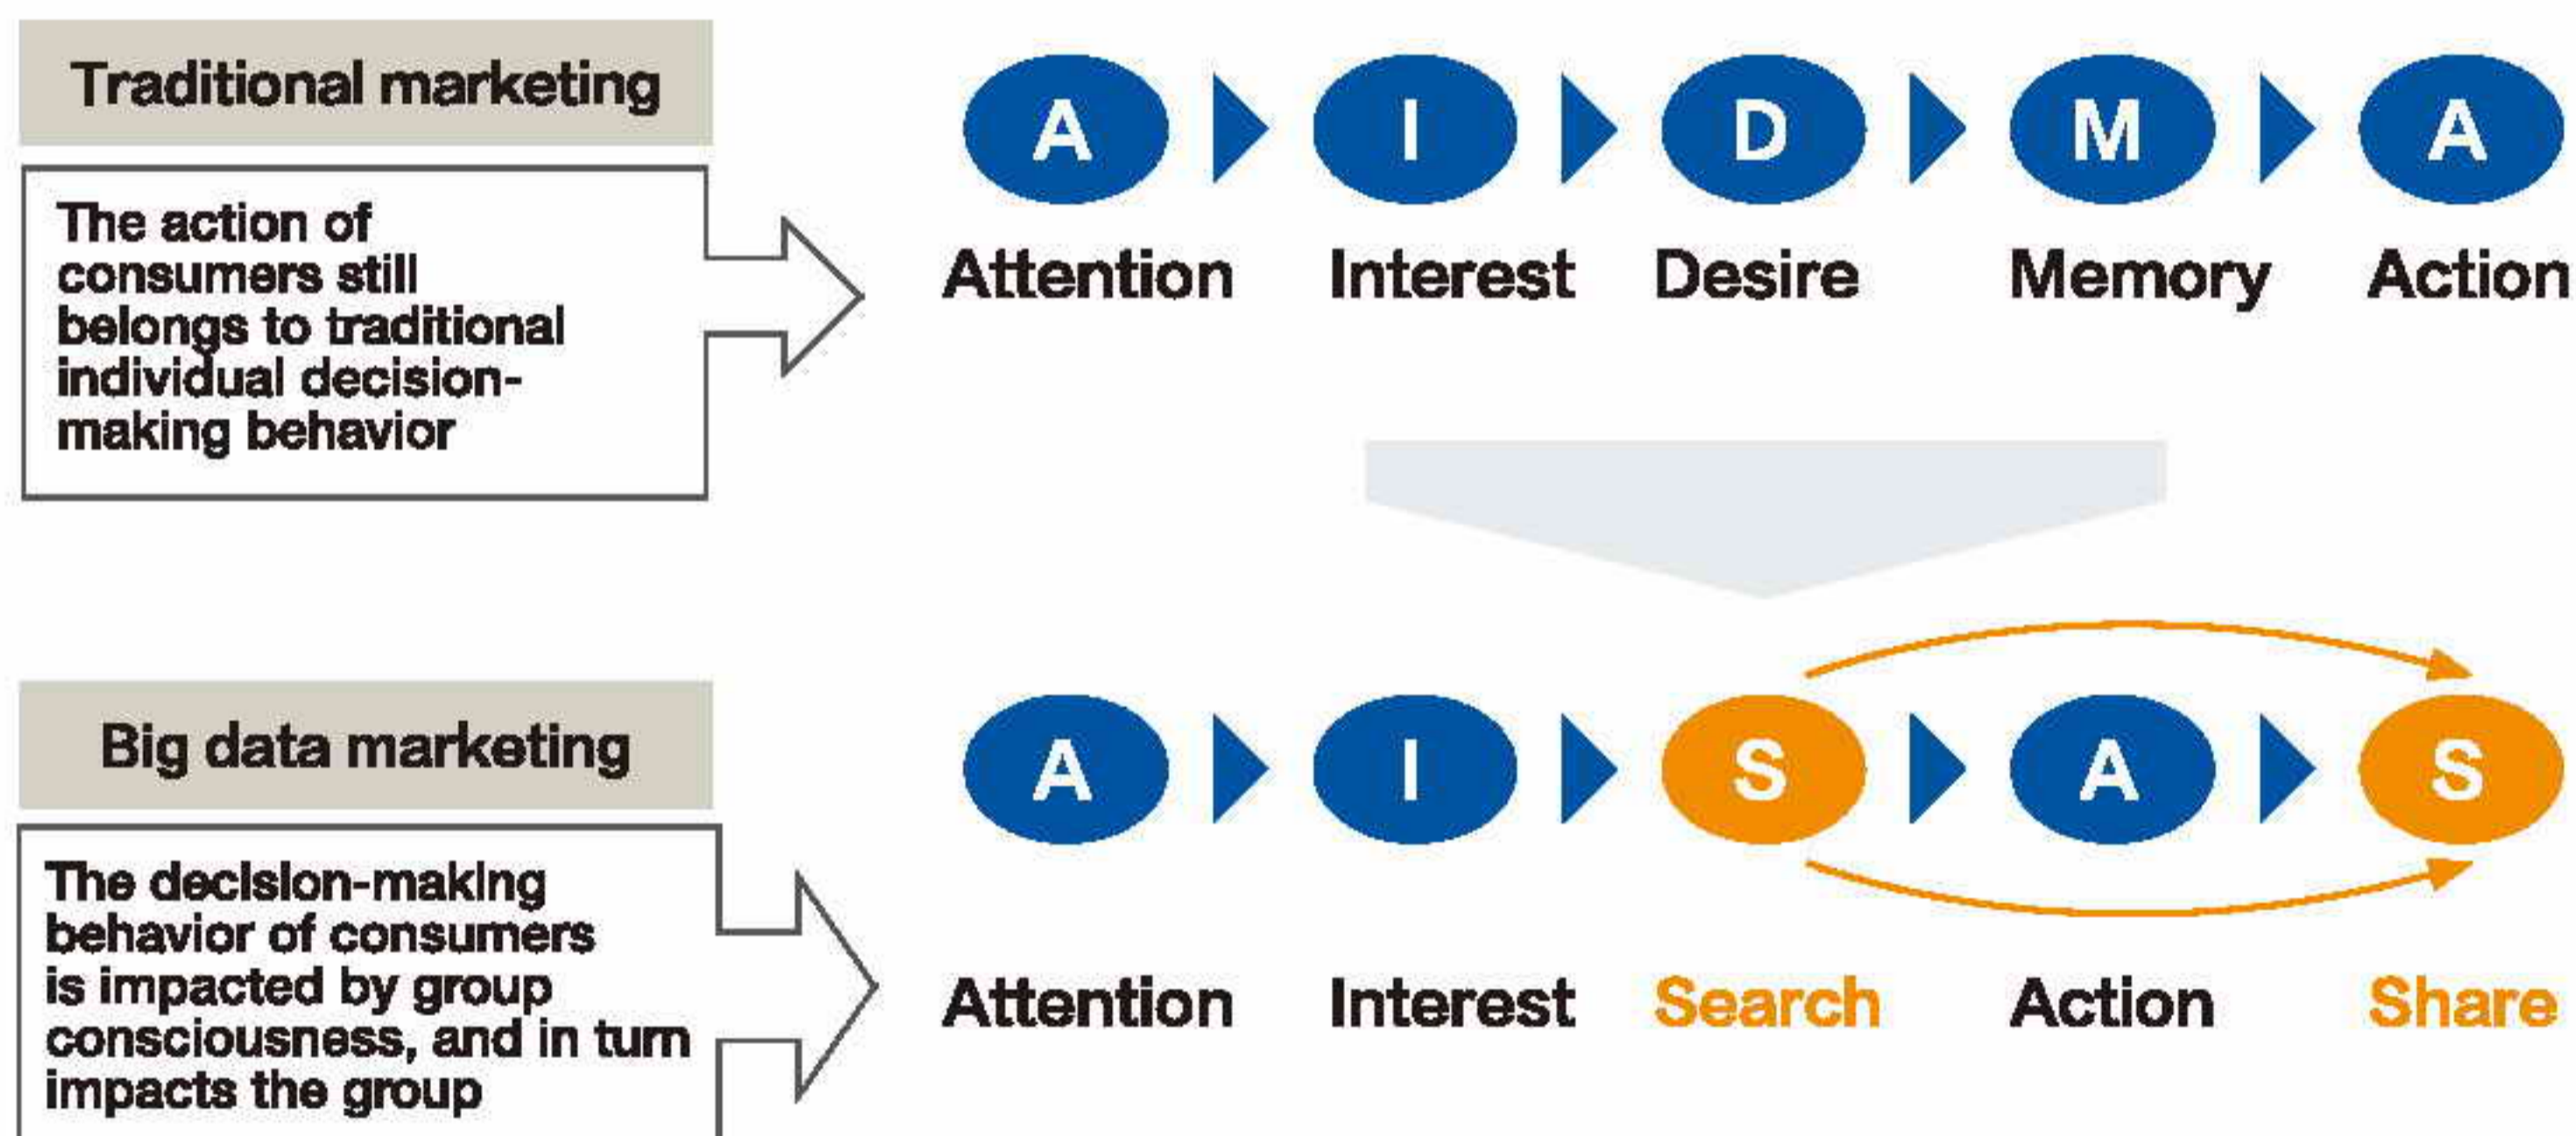 Traditional marketing
The action of
consumers still
belongs to traditional
individual decision-
making behavior
A I D M A
Attention Interest Desire Memory Action
Big data marketing
The decision-making
behavior of consumers
is impacted by group
consciousness, and in turn
impacts the group
A I S A S
Attention Interest Search Action Share